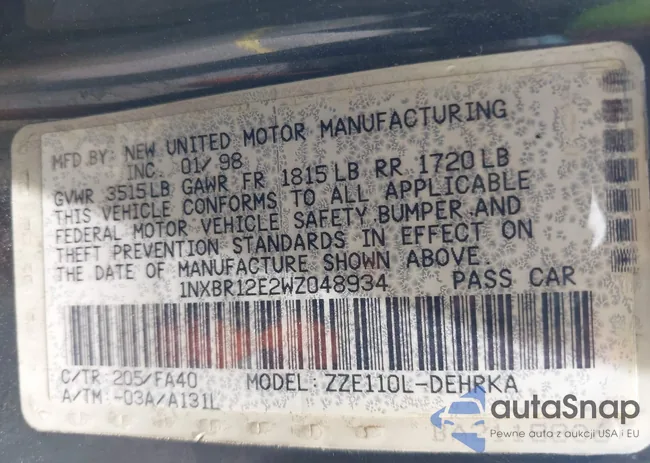 MFD BY: NEW UNITED MOTOR MANUFACTURING
INC. 01/98
GVWR 3515LB GAWR FR 1815LB RR 1720LB
THIS VEHICLE CONFORMS TO ALL APPLICABLE
FEDERAL MOTOR VEHICLE SAFETY,BUMPER AND
THEFT PREVENTION STANDARDS IN EFFECT ON
THE DATE OF MANUFACTURE SHOWN ABOVE.
1NXBR12E2WZ048934 PASS CAR
C/TR 205/FA40 MODEL: ZZE110L-DEHRKA
A/TM -03A/A131L
autoSnap
Pewne auta z aukcji USA i EU